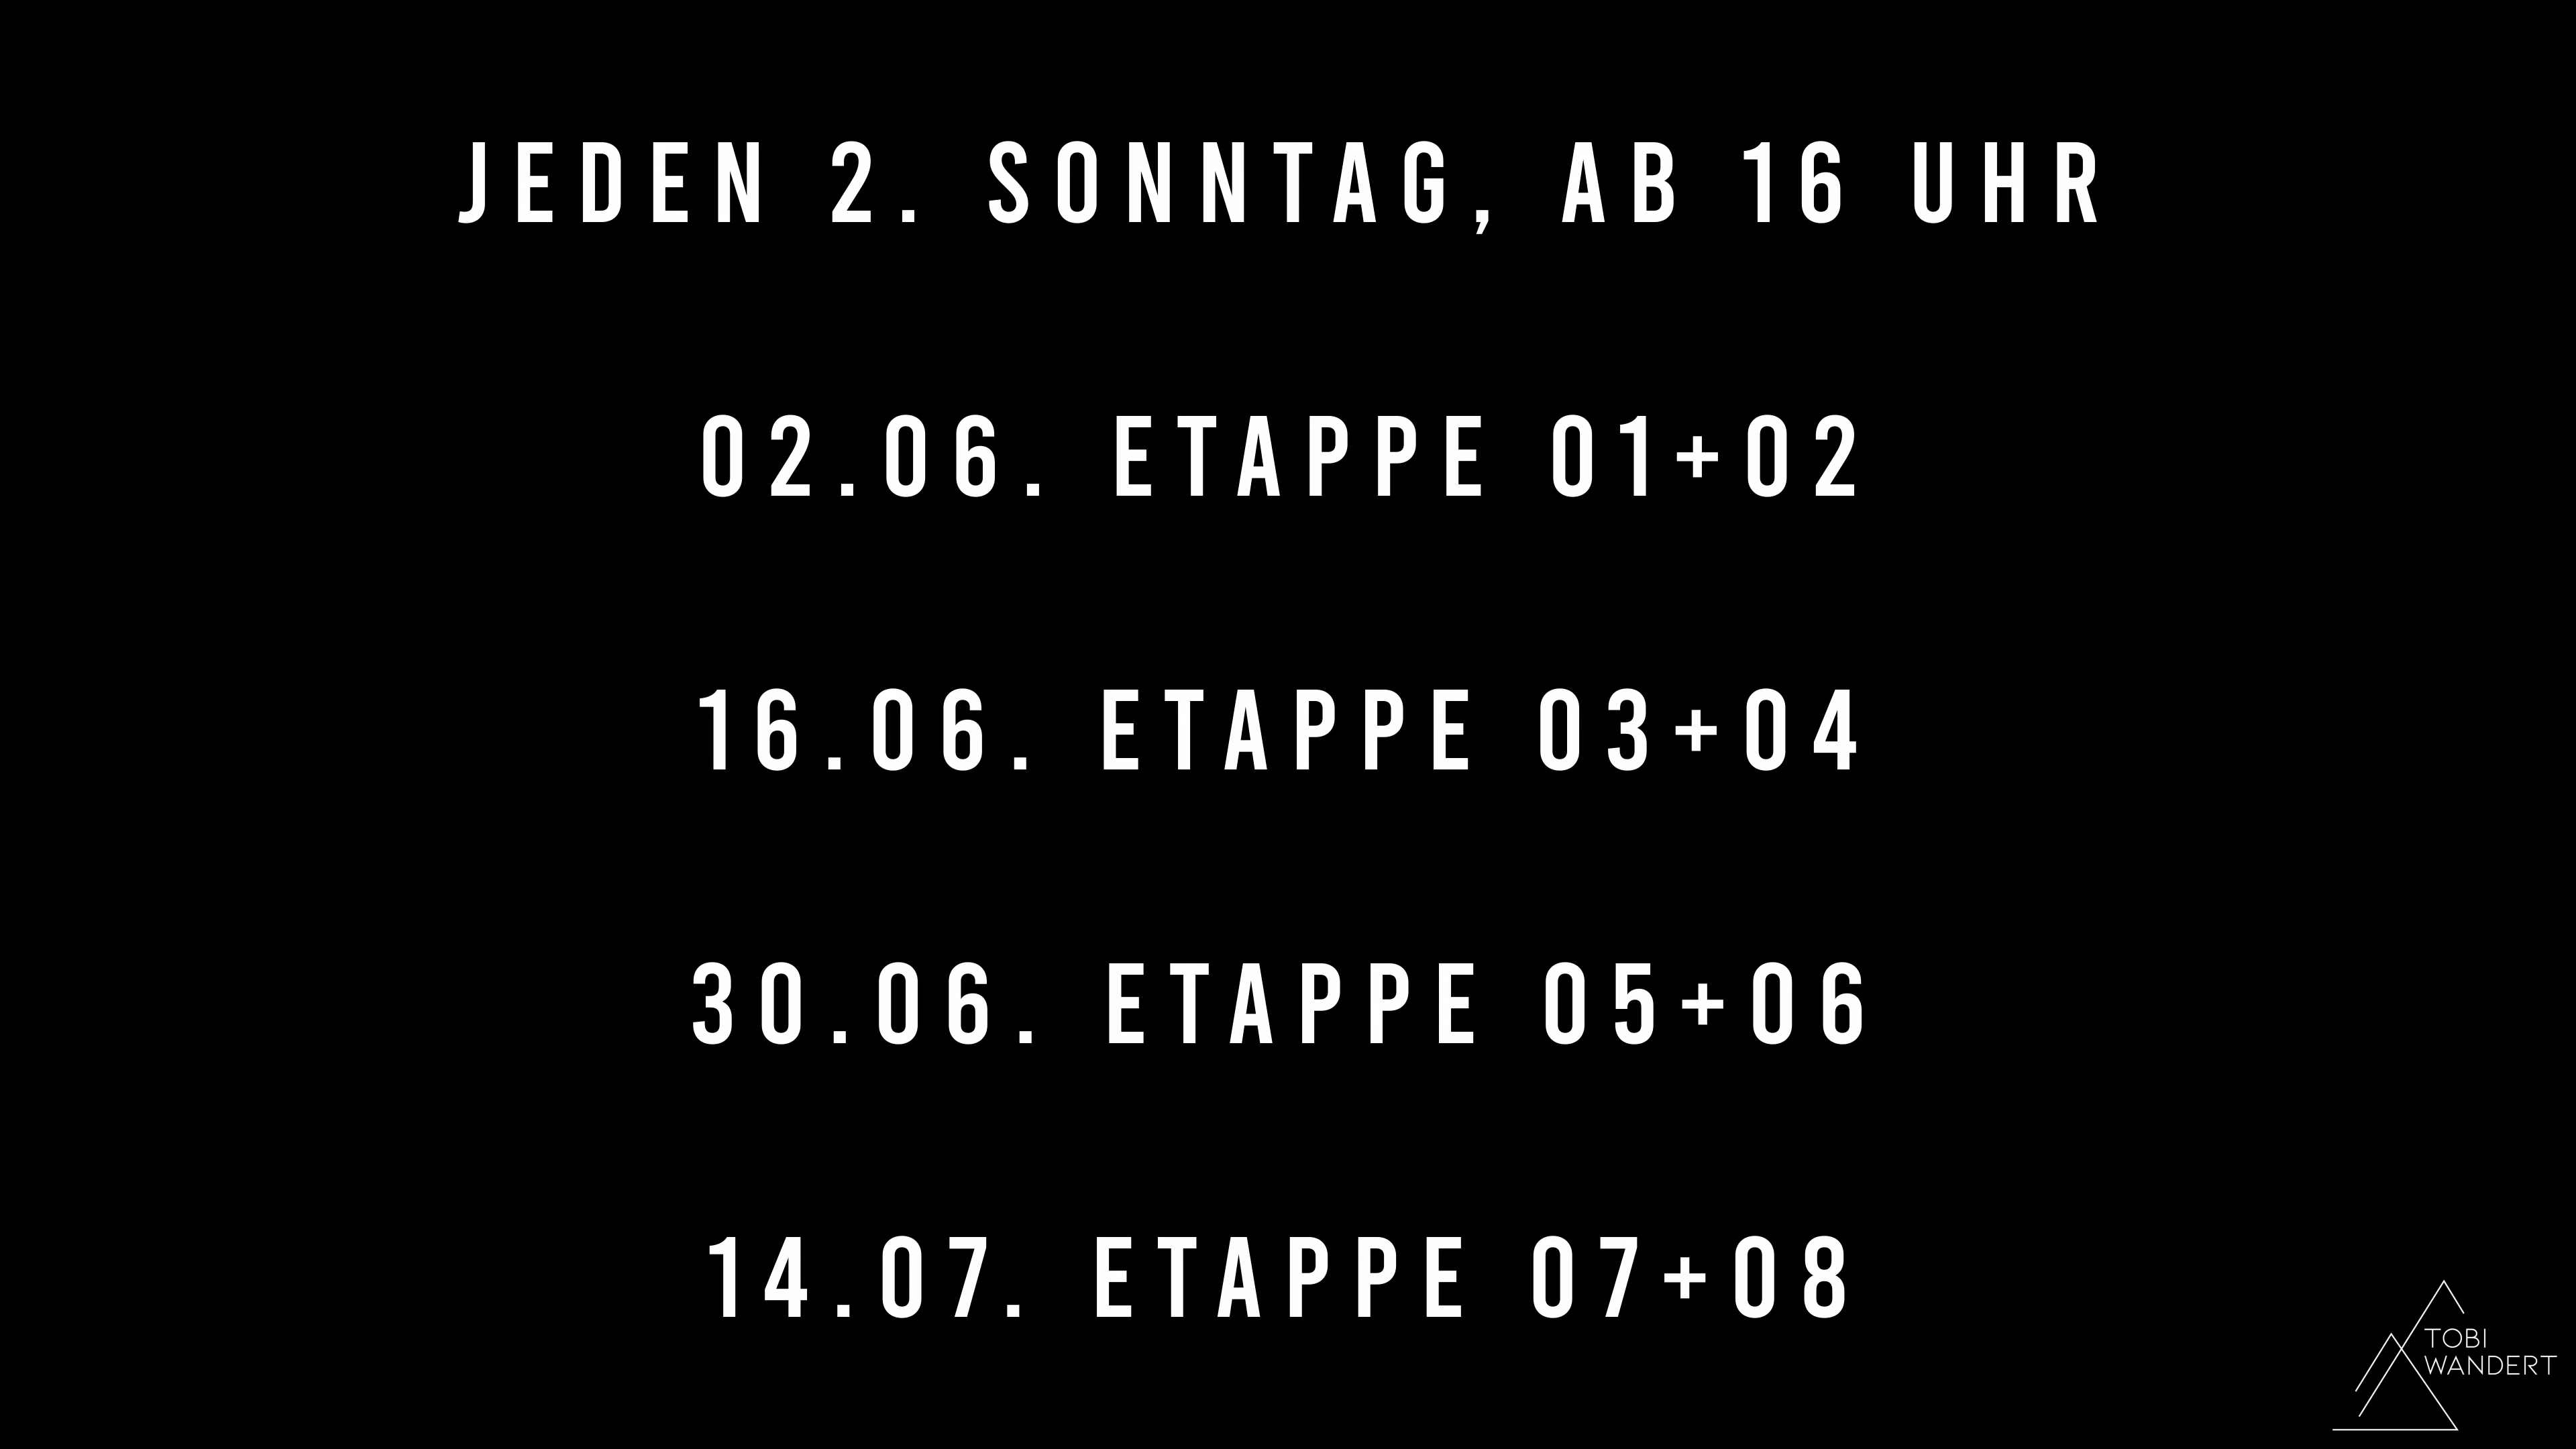 JEDEN 2. SONNTAG, AB 16 UHR
02.06. ETAPPE 01+02
16.06. ETAPPE 03+04
30.06. ETAPPE 05+06
14.07. ETAPPE 07+08
TOBI
WANDERT